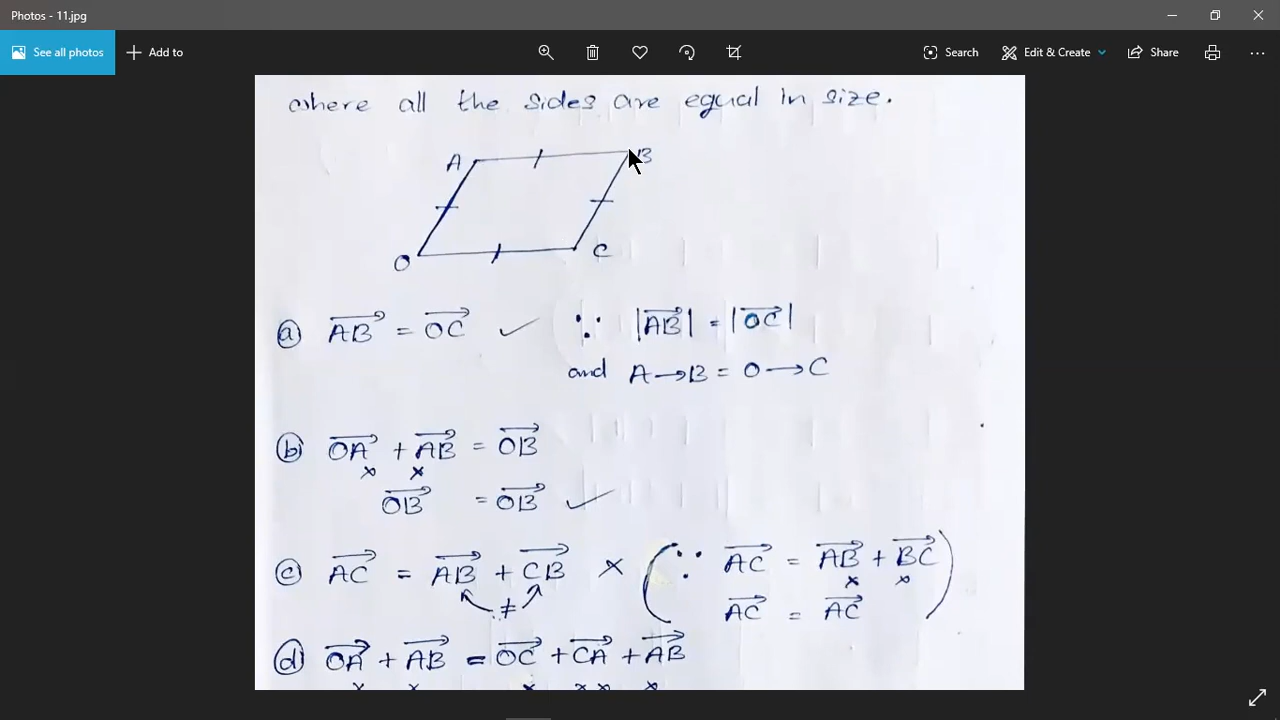 Photos - 11.jpg
See all photos Add to Search Edit & Create Share
where all the sides are equal in size.
A B
O C
ⓐ →AB = →OC ✓ ∵ |→AB| = |→OC|
and A→B = O→C
ⓑ →OA + →AB = →OB
× ×
→OB = →OB ✓
ⓒ →AC = →AB + →CB × (∵ →AC = →AB + →BC)
≠ × ×
→AC = →AC
ⓓ →OA + →AB = →OC + →CA + →AB